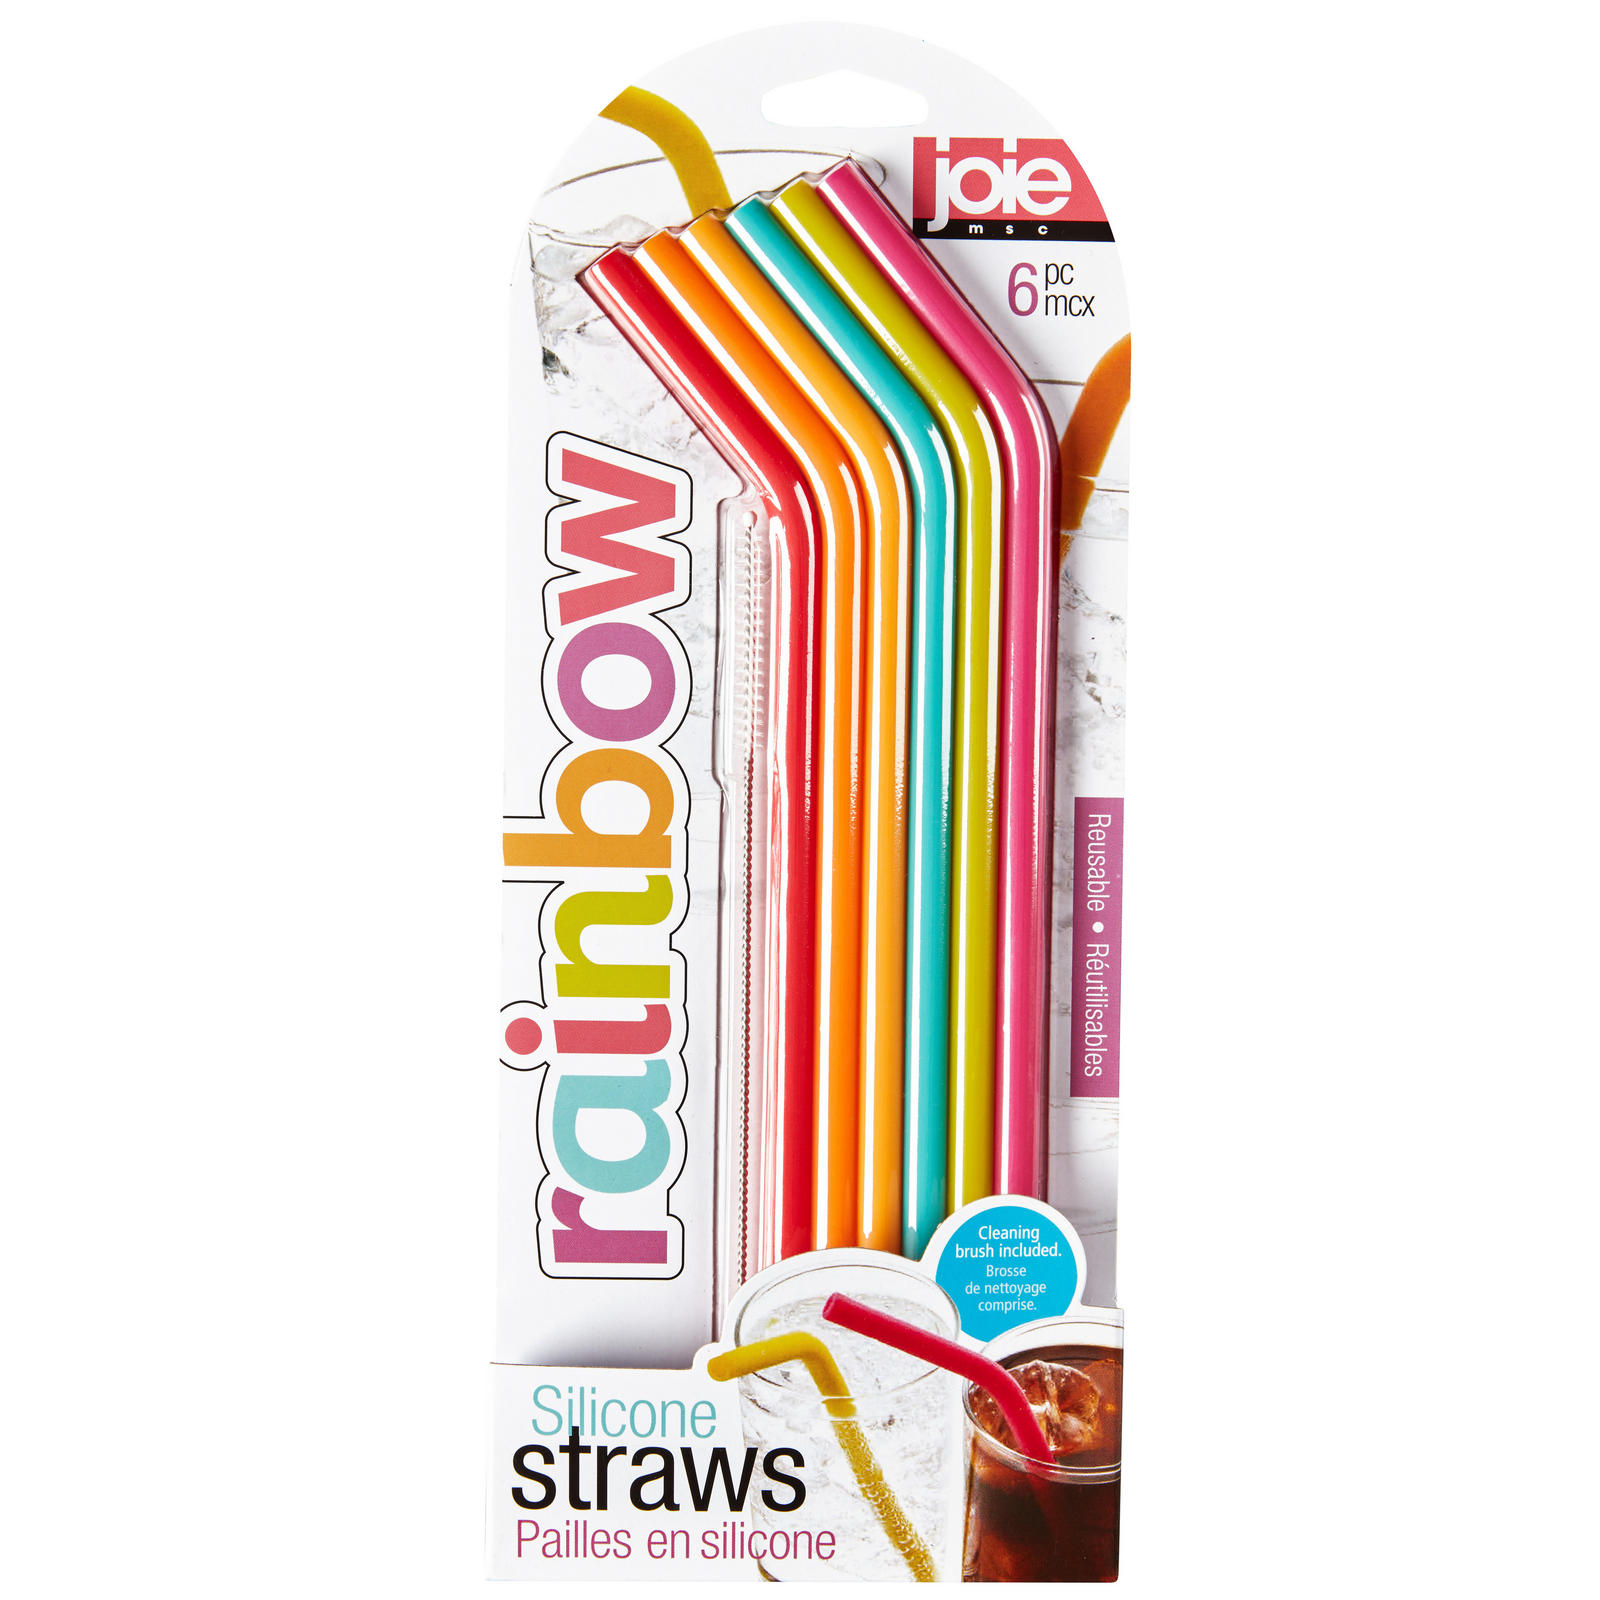 joie
msc
6 pc
mcx
rainbow
Reusable • Réutilisables
Cleaning
brush included.
Brosse
de nettoyage
comprise.
Silicone
straws
Pailles en silicone